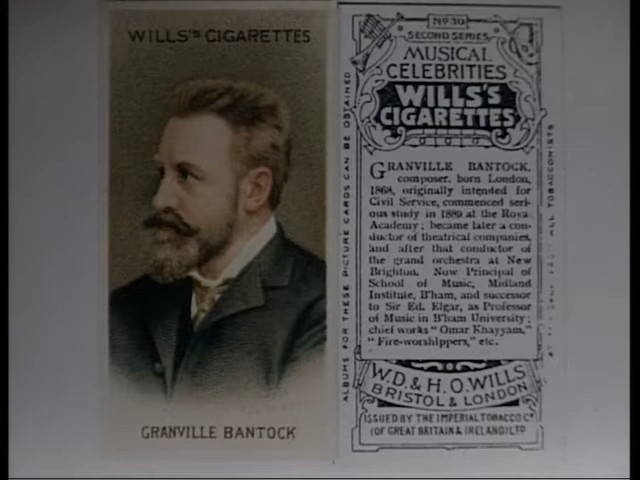 WILLS'S CIGARETTES
GRANVILLE BANTOCK
ALBUMS FOR THESE PICTURE CARDS CAN BE OBTAINED
No 30
SECOND SERIES
MUSICAL
CELEBRITIES
WILLS'S
CIGARETTES
GRANVILLE BANTOCK,
composer, born London,
1868, originally intended for
Civil Service, commenced seri-
ous study in 1889 at the Royal
Academy; became later a con-
ductor of theatrical companies,
and after that conductor of
the grand orchestra at New
Brighton. Now Principal of
School of Music, Midland
Institute, B'ham, and successor
to Sir Ed. Elgar, as Professor
of Music in B'ham University;
chief works "Omar Khayyam,"
"Fire-worshippers," etc.
W.D. & H.O. WILLS
BRISTOL & LONDON
ISSUED BY THE IMPERIAL TOBACCO Co
(OF GREAT BRITAIN & IRELAND) LTD
ALL TOBACCONISTS